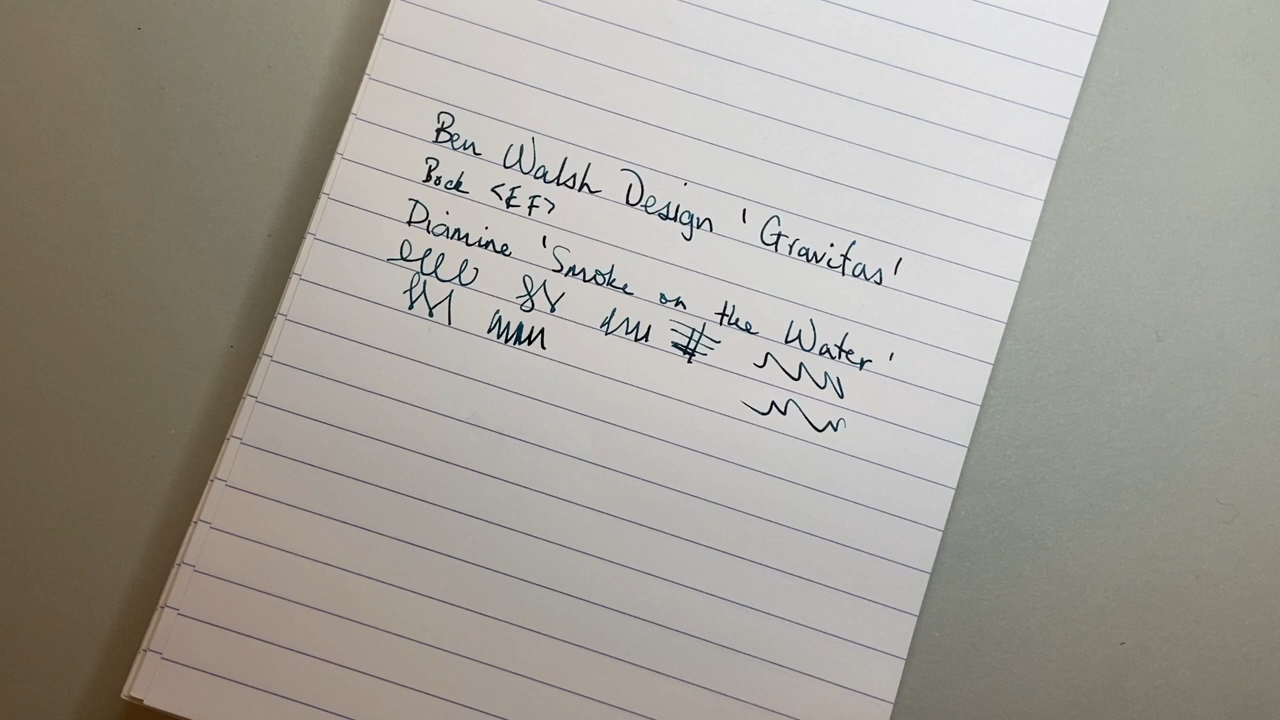 Ben Walsh Design 'Gravitas'
Bock <EF>
Diamine 'Smoke on the Water'